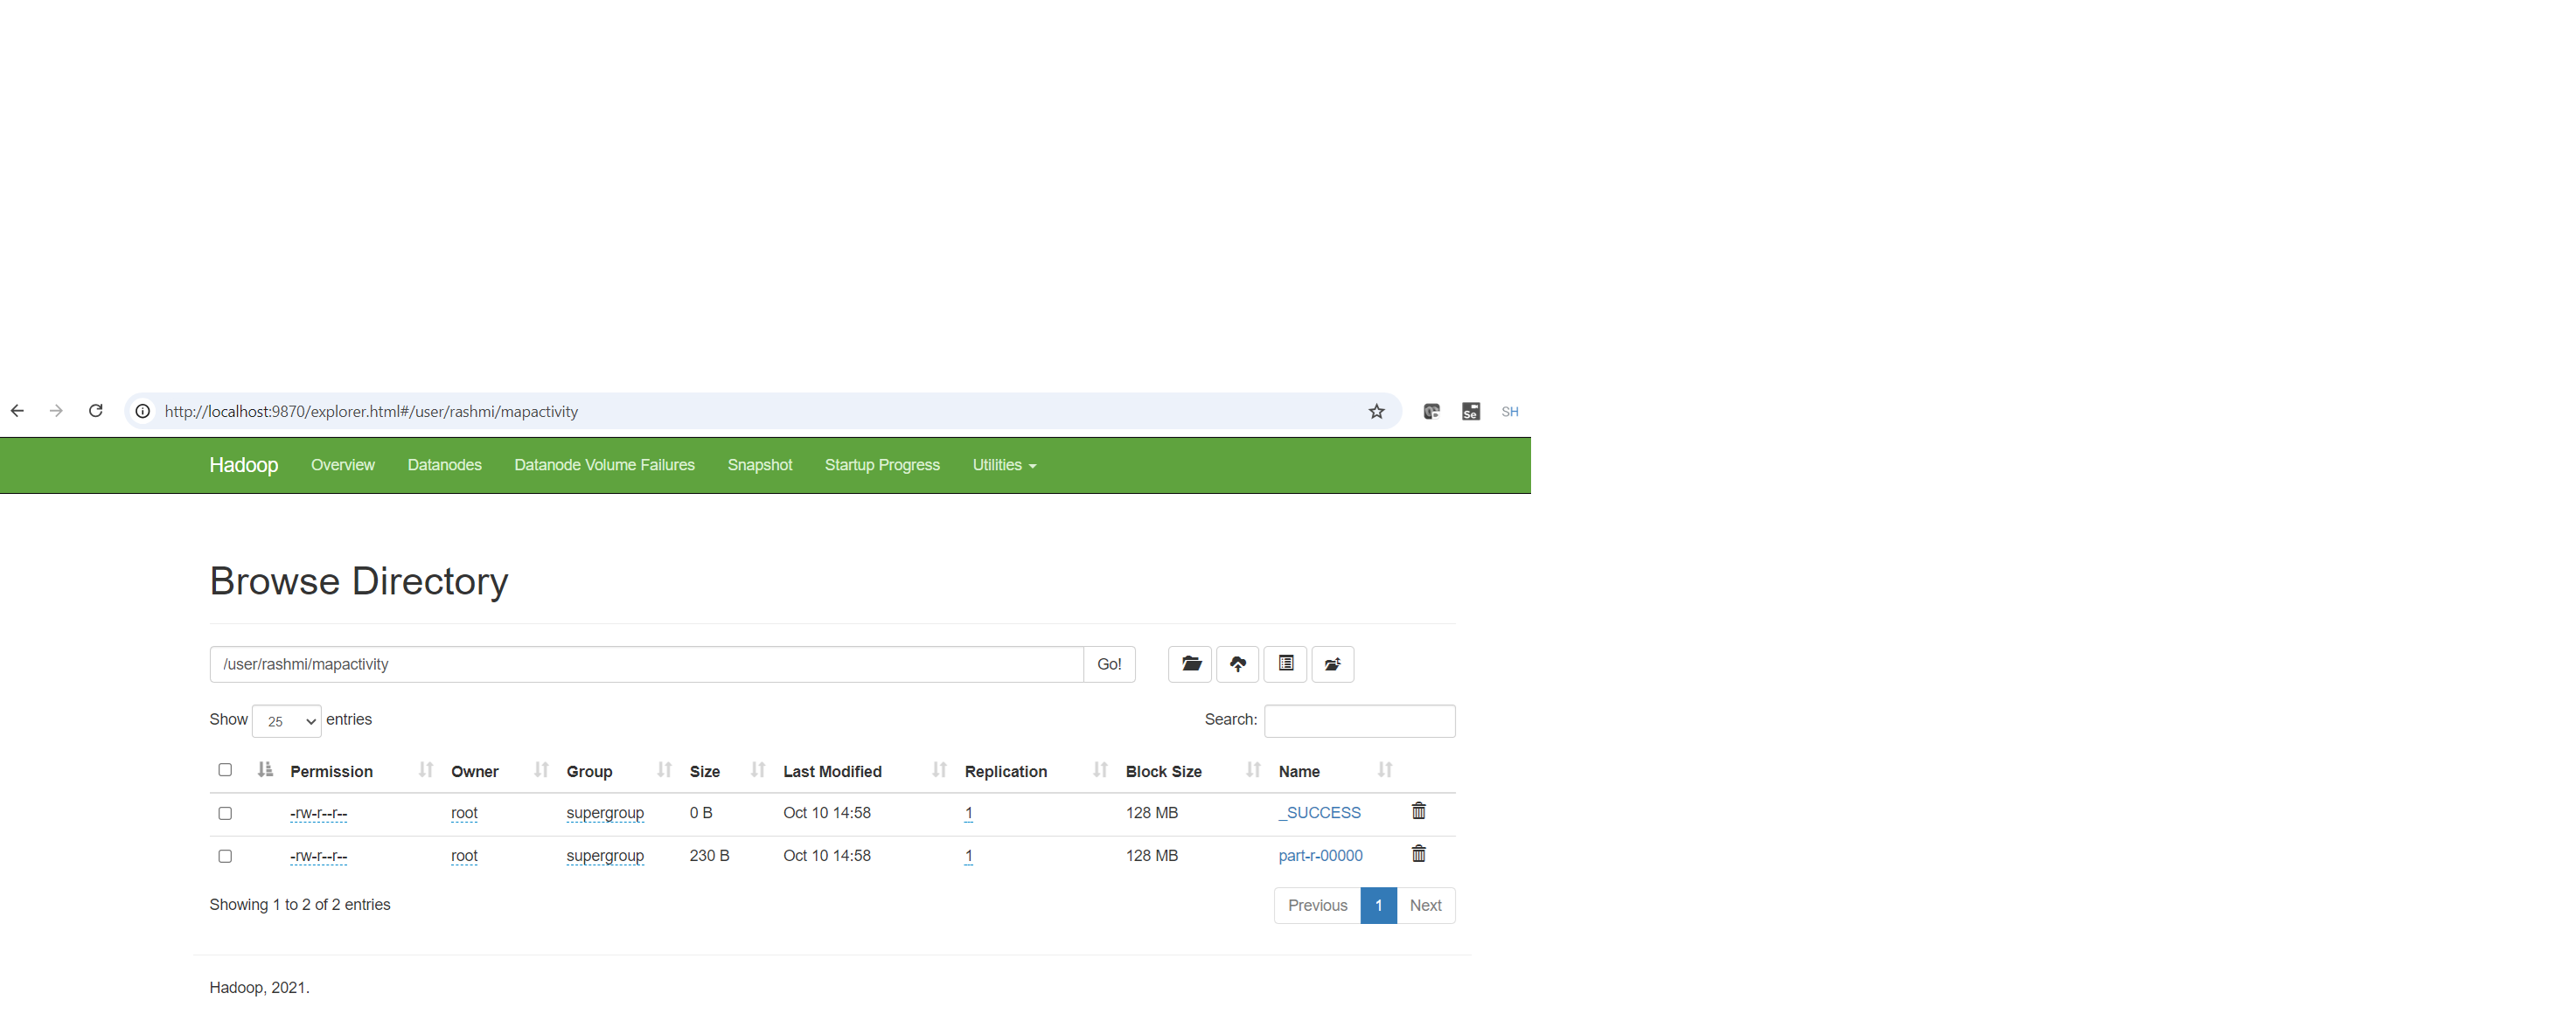 http://localhost:9870/explorer.html#/user/rashmi/mapactivity Se SH
Hadoop Overview Datanodes Datanode Volume Failures Snapshot Startup Progress Utilities
Browse Directory
/user/rashmi/mapactivity Go!
Show 25 entries Search:
Permission Owner Group Size Last Modified Replication Block Size Name
-rw-r--r-- root supergroup 0 B Oct 10 14:58 1 128 MB _SUCCESS
-rw-r--r-- root supergroup 230 B Oct 10 14:58 1 128 MB part-r-00000
Showing 1 to 2 of 2 entries Previous 1 Next
Hadoop, 2021.